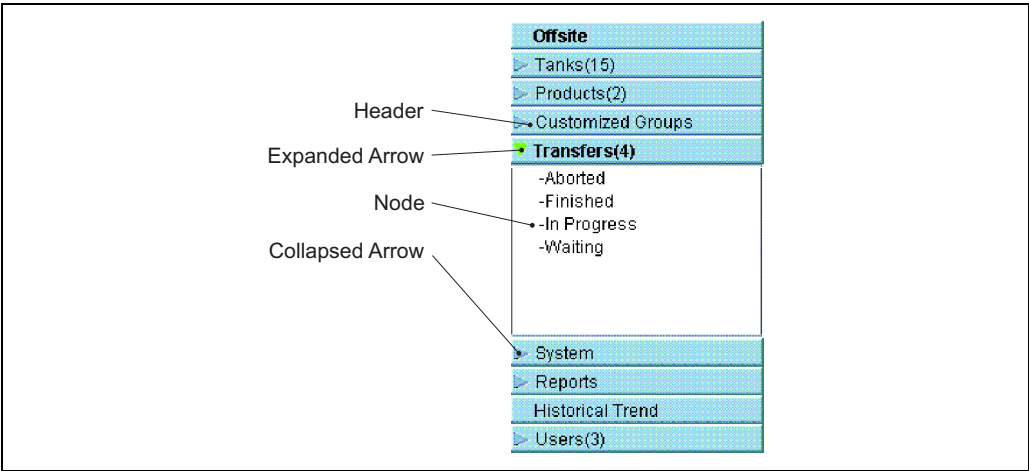 Offsite
Tanks(15)
Products(2)
Header
Customized Groups
Expanded Arrow
Transfers(4)
-Aborted
-Finished
Node
-In Progress
-Waiting
Collapsed Arrow
System
Reports
Historical Trend
Users(3)